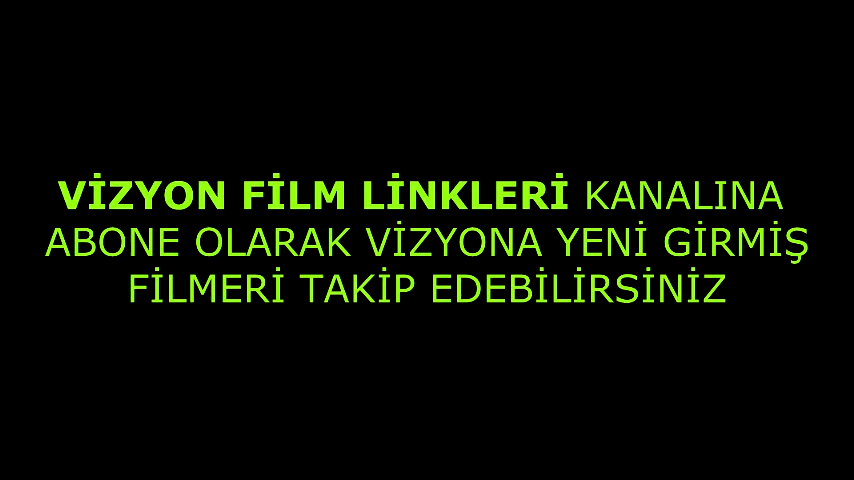 VİZYON FİLM LİNKLERİ KANALINA
ABONE OLARAK VİZYONA YENİ GİRMİŞ
FİLMERİ TAKİP EDEBİLİRSİNİZ